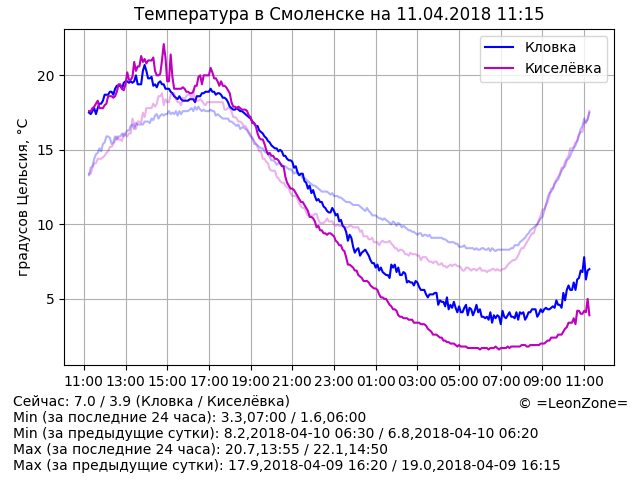 Температура в Смоленске на 11.04.2018 11:15
Кловка
Киселёвка
градусов Цельсия, °C
20
15
10
5
11:00 13:00 15:00 17:00 19:00 21:00 23:00 01:00 03:00 05:00 07:00 09:00 11:00
Сейчас: 7.0 / 3.9 (Кловка / Киселёвка)
© =LeonZone=
Min (за последние 24 часа): 3.3,07:00 / 1.6,06:00
Min (за предыдущие сутки): 8.2,2018-04-10 06:30 / 6.8,2018-04-10 06:20
Max (за последние 24 часа): 20.7,13:55 / 22.1,14:50
Max (за предыдущие сутки): 17.9,2018-04-09 16:20 / 19.0,2018-04-09 16:15